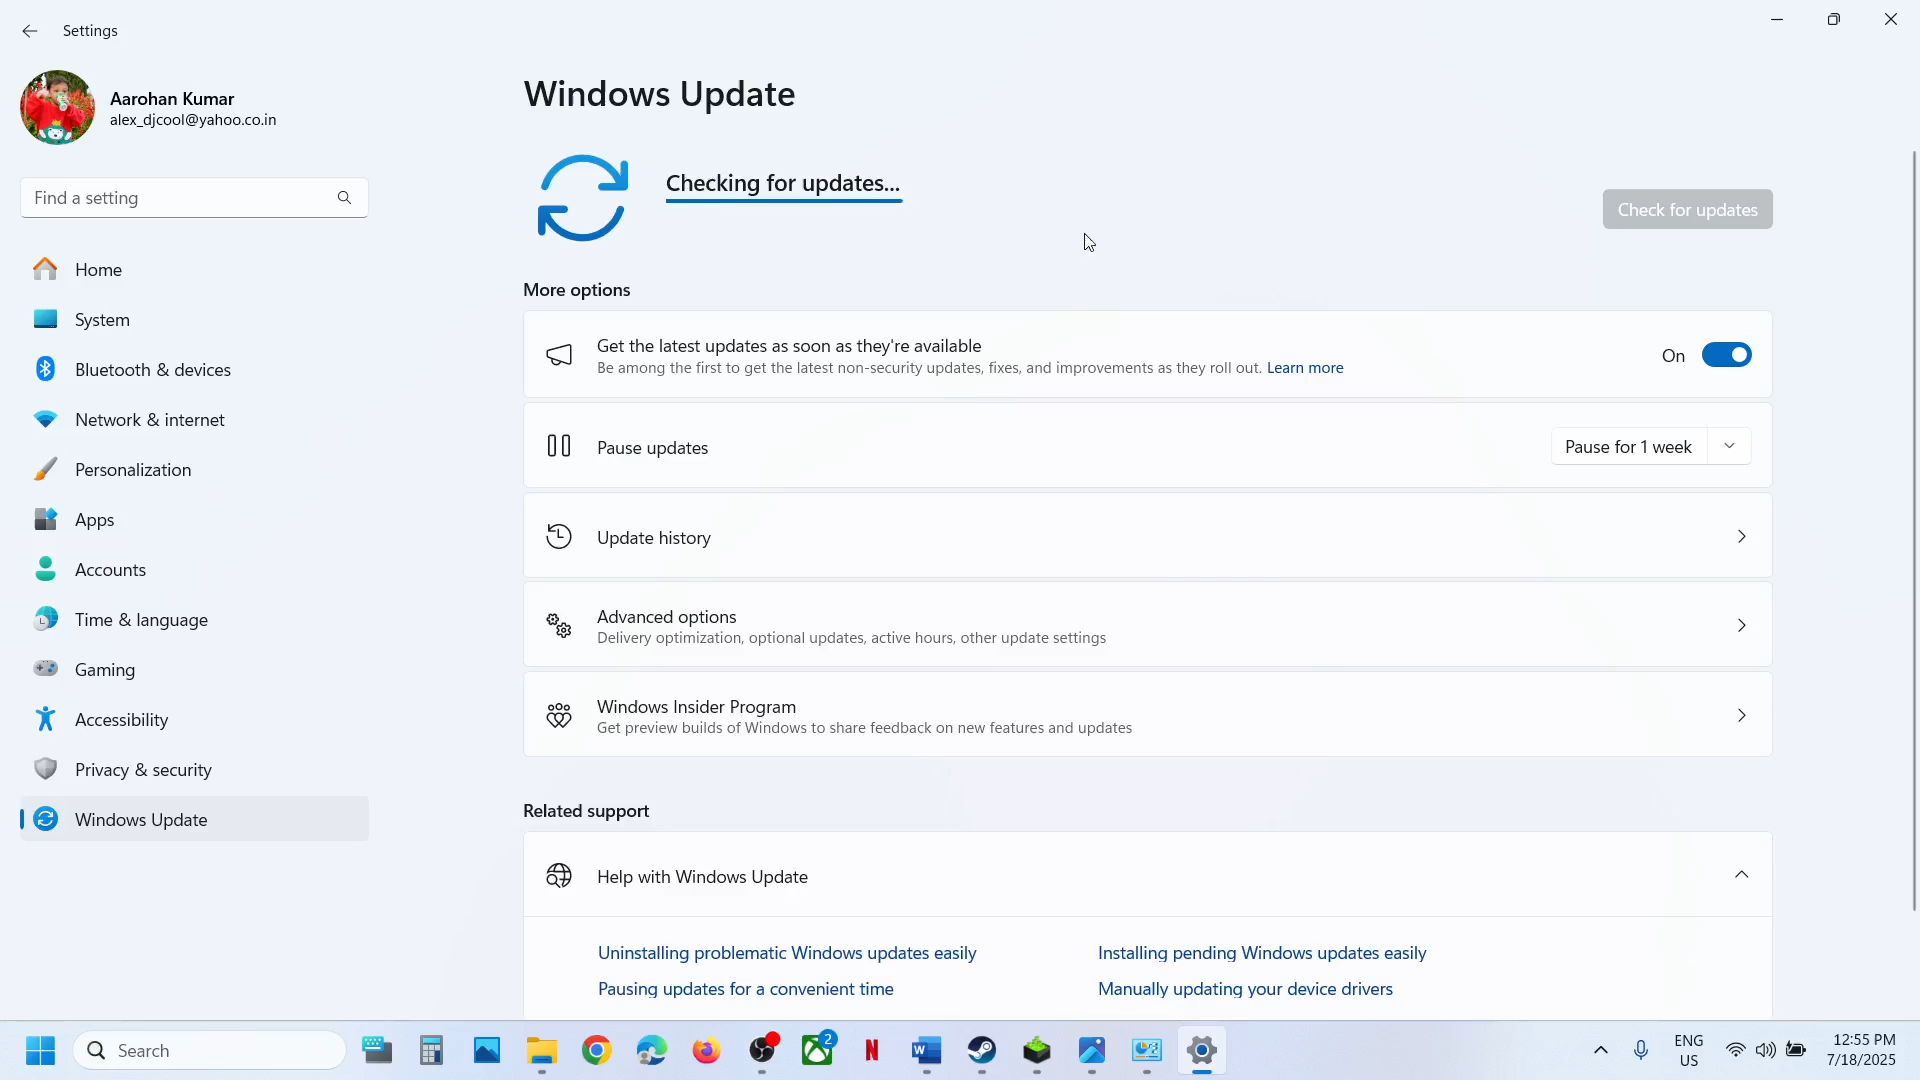 Settings
Aarohan Kumar
alex_djcool@yahoo.co.in
Find a setting
Home
System
Bluetooth & devices
Network & internet
Personalization
Apps
Accounts
Time & language
Gaming
Accessibility
Privacy & security
Windows Update
Windows Update
Checking for updates...
Check for updates
More options
Get the latest updates as soon as they're available
Be among the first to get the latest non-security updates, fixes, and improvements as they roll out. Learn more
On
Pause updates
Pause for 1 week
Update history
Advanced options
Delivery optimization, optional updates, active hours, other update settings
Windows Insider Program
Get preview builds of Windows to share feedback on new features and updates
Related support
Help with Windows Update
Uninstalling problematic Windows updates easily
Installing pending Windows updates easily
Pausing updates for a convenient time
Manually updating your device drivers
Search
2
N
W
ENG
US
12:55 PM
7/18/2025